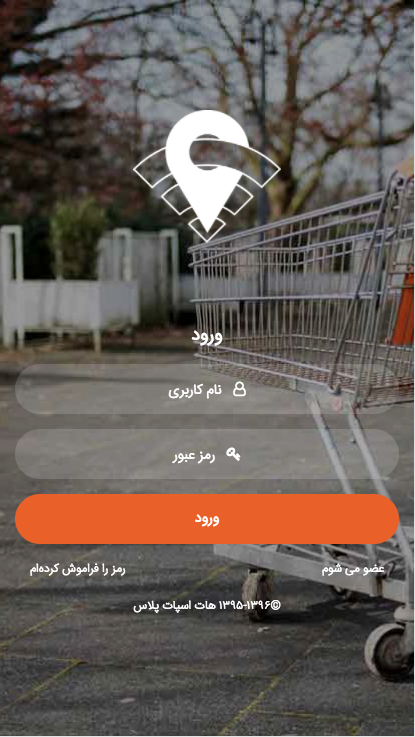 ورود
نام کاربری
رمز عبور
ورود
عضو می شوم
رمز را فراموش کرده‌ام
©۱۳۹۵-۱۳۹۶ هات اسپات پلاس